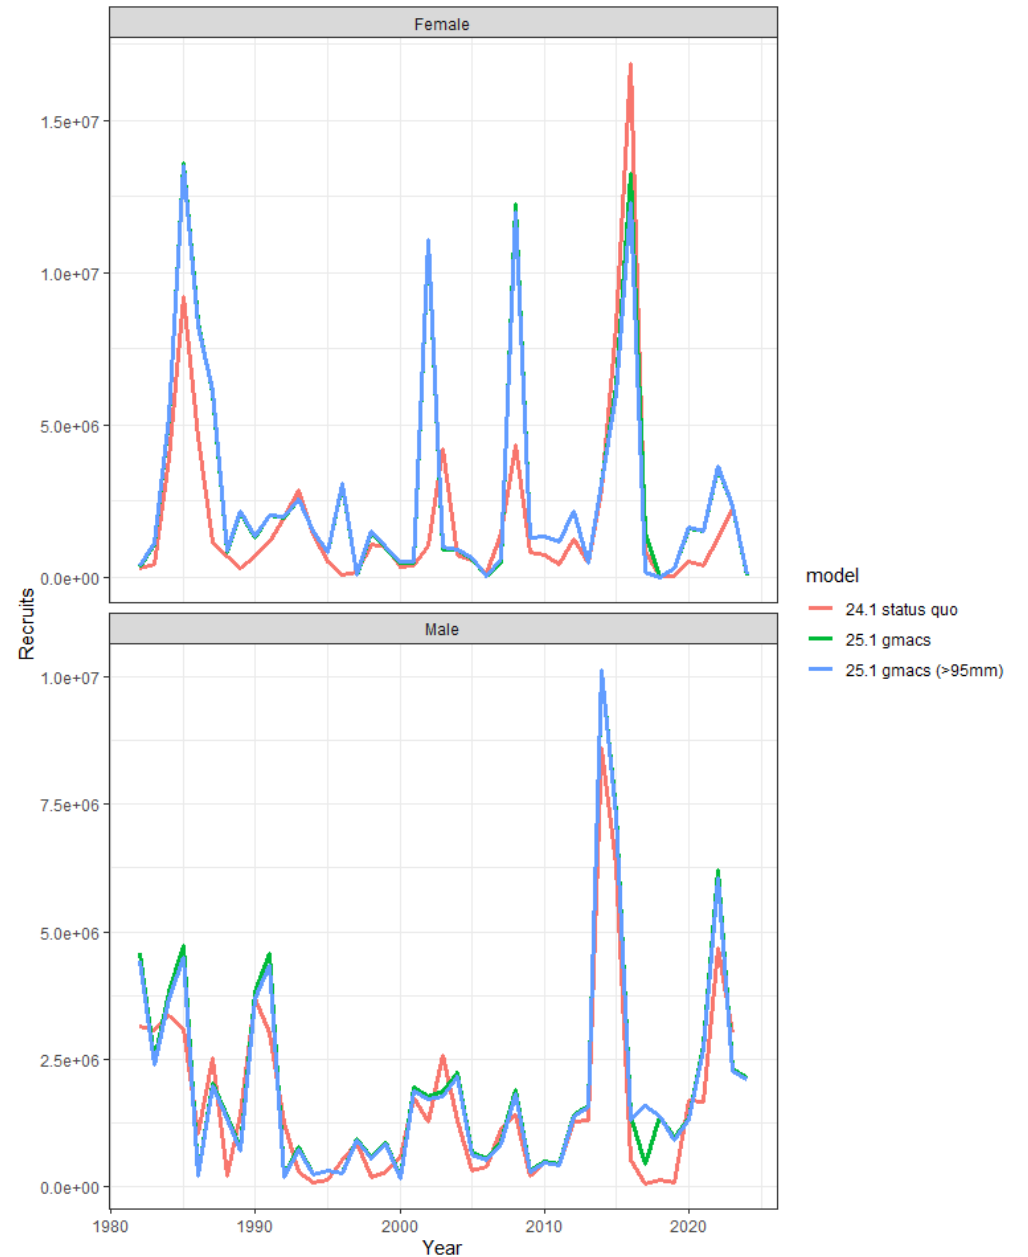 Female
1.5e+07
1.0e+07
5.0e+06
0.0e+00
Recruits
Male
1.0e+07
7.5e+06
5.0e+06
2.5e+06
0.0e+00
1980
1990
2000
2010
2020
Year
model
24.1 status quo
25.1 gmacs
25.1 gmacs (>95mm)